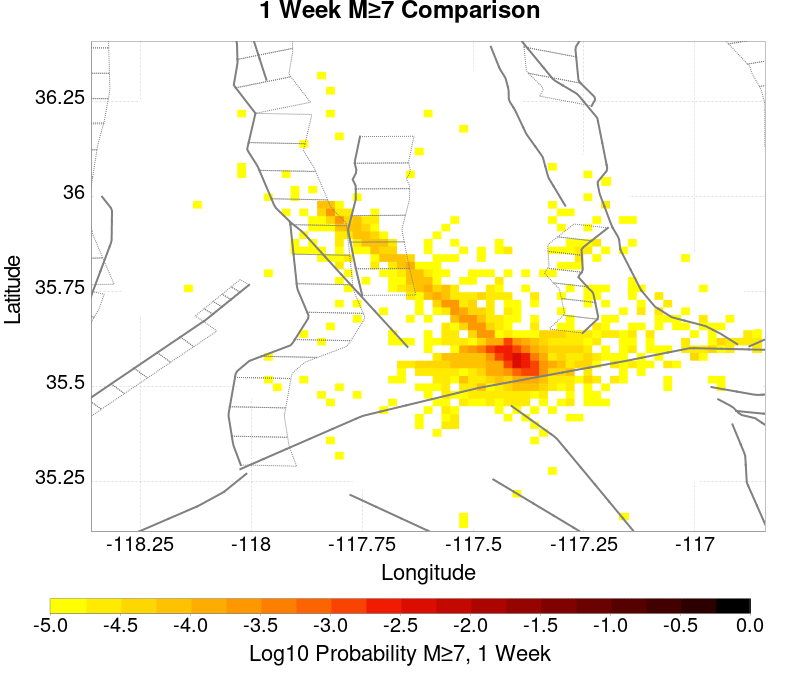 1 Week M≥7 Comparison
36.25
36
35.75
35.5
35.25
Latitude
-118.25 -118 -117.75 -117.5 -117.25 -117
Longitude
-5.0 -4.5 -4.0 -3.5 -3.0 -2.5 -2.0 -1.5 -1.0 -0.5 0.0
Log10 Probability M≥7, 1 Week